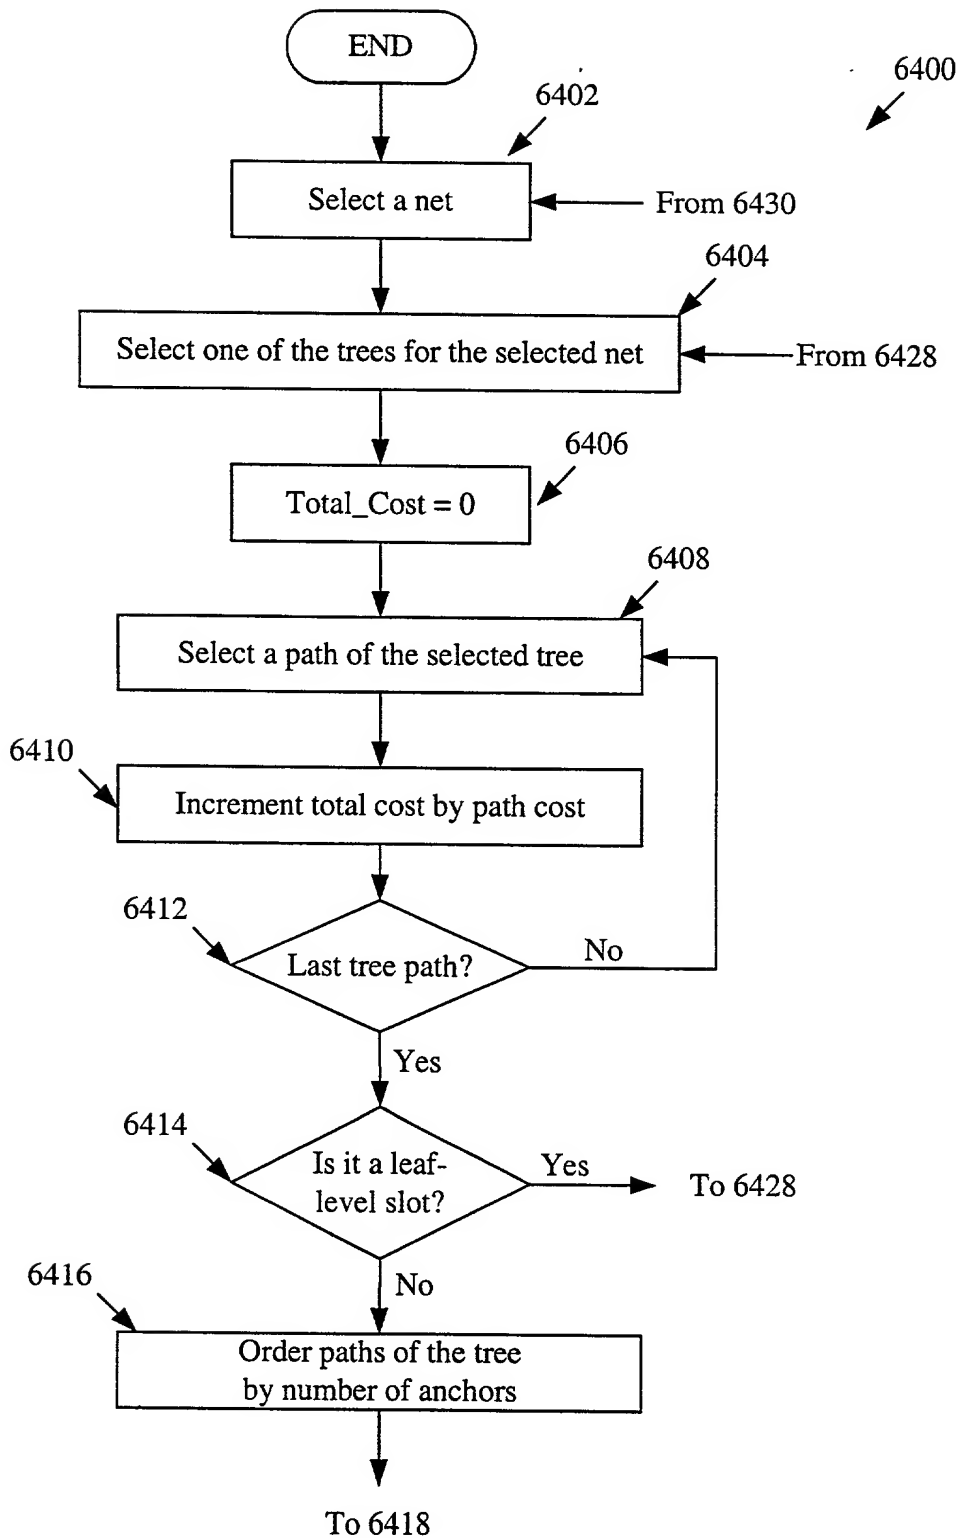 END
6400
6402
Select a net
From 6430
6404
Select one of the trees for the selected net
From 6428
6406
Total_Cost = 0
6408
Select a path of the selected tree
6410
Increment total cost by path cost
6412
Last tree path?
No
Yes
6414
Is it a leaf-
level slot?
Yes
To 6428
No
6416
Order paths of the tree
by number of anchors
To 6418